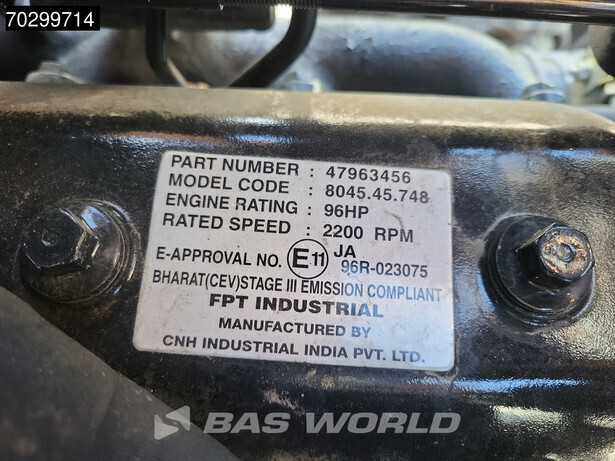 70299714
PART NUMBER : 47963456
MODEL CODE : 8045.45.748
ENGINE RATING : 96HP
RATED SPEED : 2200 RPM
E-APPROVAL NO. E11 JA 96R-023075
BHARAT(CEV)STAGE III EMISSION COMPLIANT
FPT INDUSTRIAL
MANUFACTURED BY
CNH INDUSTRIAL INDIA PVT. LTD.
BAS WORLD